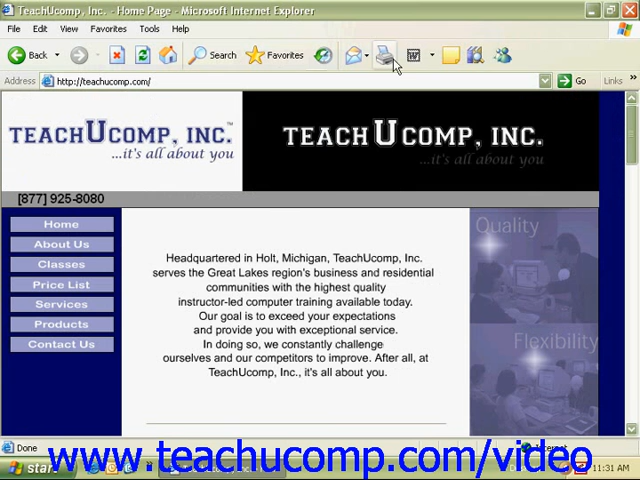 TeachUcomp, Inc. - Home Page - Microsoft Internet Explorer
File Edit View Favorites Tools Help
Back Search Favorites W
Address http://teachucomp.com/ Go Links
TEACHUCOMP, INC.™ TEACHUCOMP, INC.
...it's all about you ...it's all about you
[877] 925-8080
Home
About Us
Classes
Price List
Services
Products
Contact Us
Headquartered in Holt, Michigan, TeachUcomp, Inc.
serves the Great Lakes region's business and residential
communities with the highest quality
instructor-led computer training available today.
Our goal is to exceed your expectations
and provide you with exceptional service.
In doing so, we constantly challenge
ourselves and our competitors to improve. After all, at
TeachUcomp, Inc., it's all about you.
Quality
Flexibility
Done Internet
www.teachucomp.com/video
start 11:31 AM